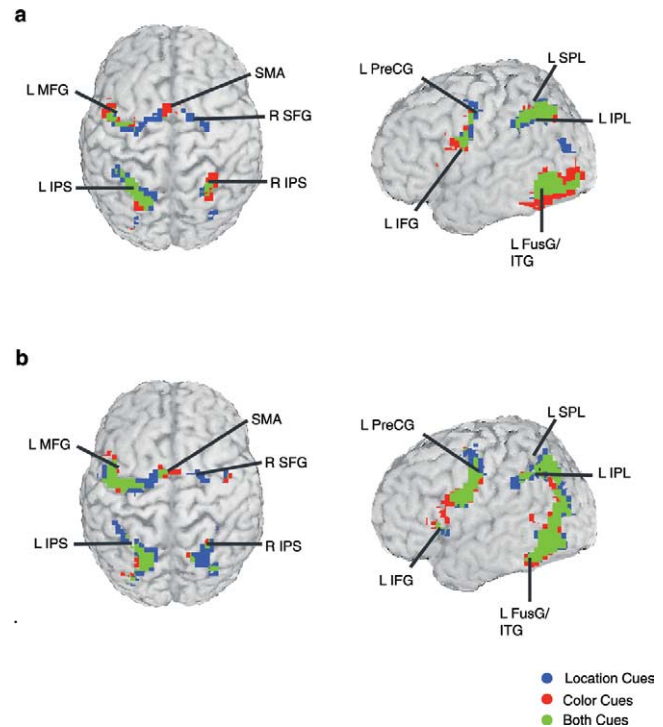 a
L MFG
SMA
R SFG
L IPS
R IPS
L PreCG
L SPL
L IPL
L IFG
L FusG/
ITG
b
L MFG
SMA
R SFG
L IPS
R IPS
L PreCG
L SPL
L IPL
L IFG
L FusG/
ITG
Location Cues
Color Cues
Both Cues